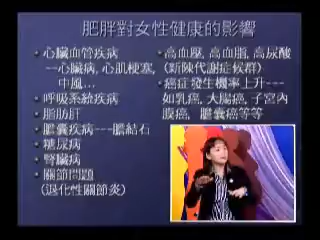 肥胖對女性健康的影響
• 心臟血管疾病
--心臟病, 心肌梗塞,
中風...
• 呼吸系統疾病
• 脂肪肝
• 膽囊疾病---膽結石
• 糖尿病
• 腎臟病
• 關節問題
(退化性關節炎)
• 高血壓, 高血脂, 高尿酸
(新陳代謝症候群)
• 癌症發生機率上升---
如乳癌, 大腸癌, 子宮內
膜癌, 膽囊癌等等